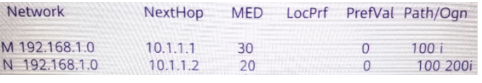 Network NextHop MED LocPrf PrefVal Path/Ogn
M 192.168.1.0 10.1.1.1 30 0 100 i
N 192.168.1.0 10.1.1.2 20 0 100 200i